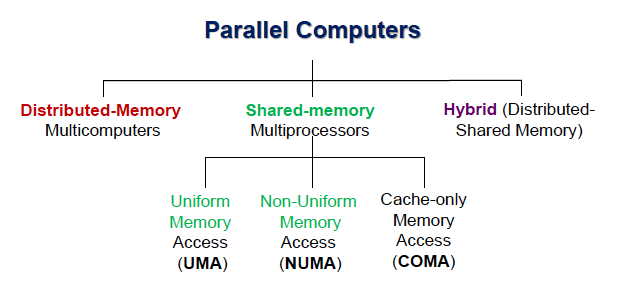 Parallel Computers
Distributed-Memory
Multicomputers
Shared-memory
Multiprocessors
Hybrid (Distributed-
Shared Memory)
Uniform
Memory
Access
(UMA)
Non-Uniform
Memory
Access
(NUMA)
Cache-only
Memory
Access
(COMA)